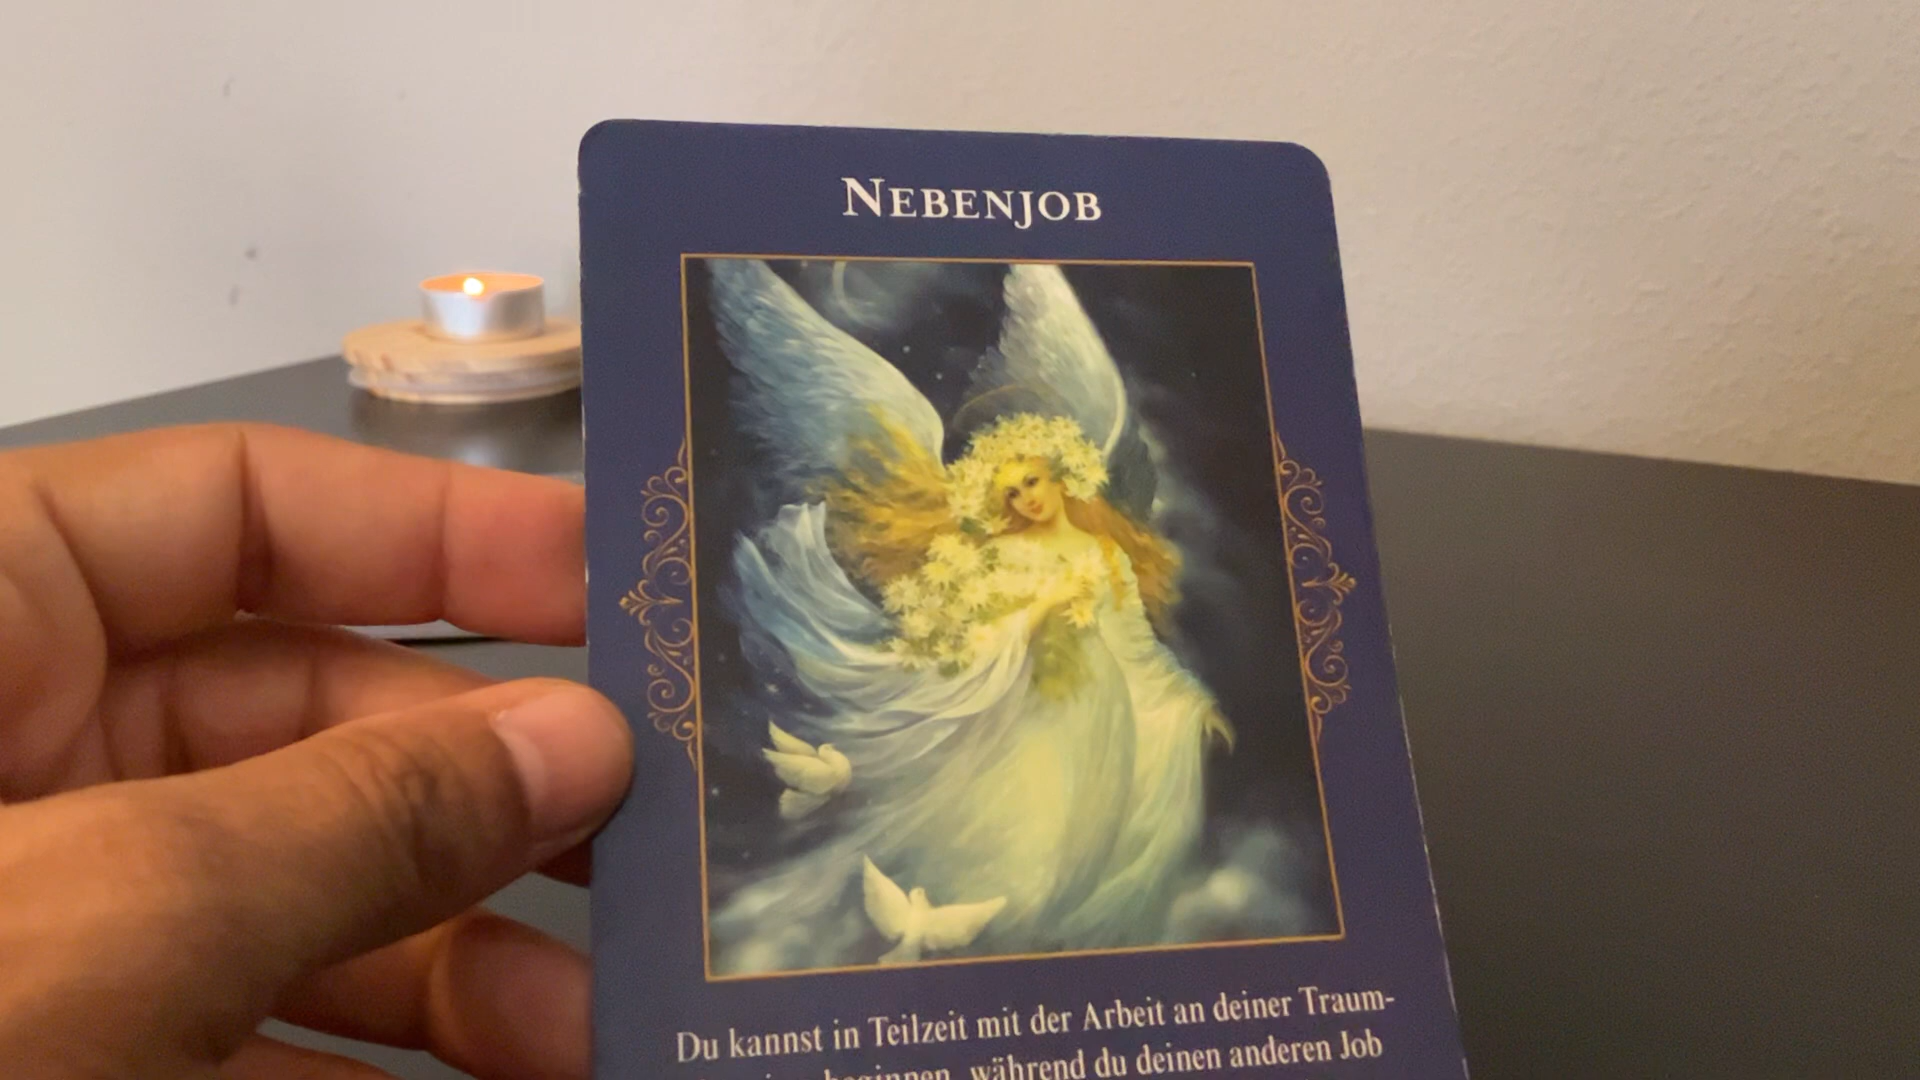 NEBENJOB
Du kannst in Teilzeit mit der Arbeit an deiner Traum-
beginnen, während du deinen anderen Job